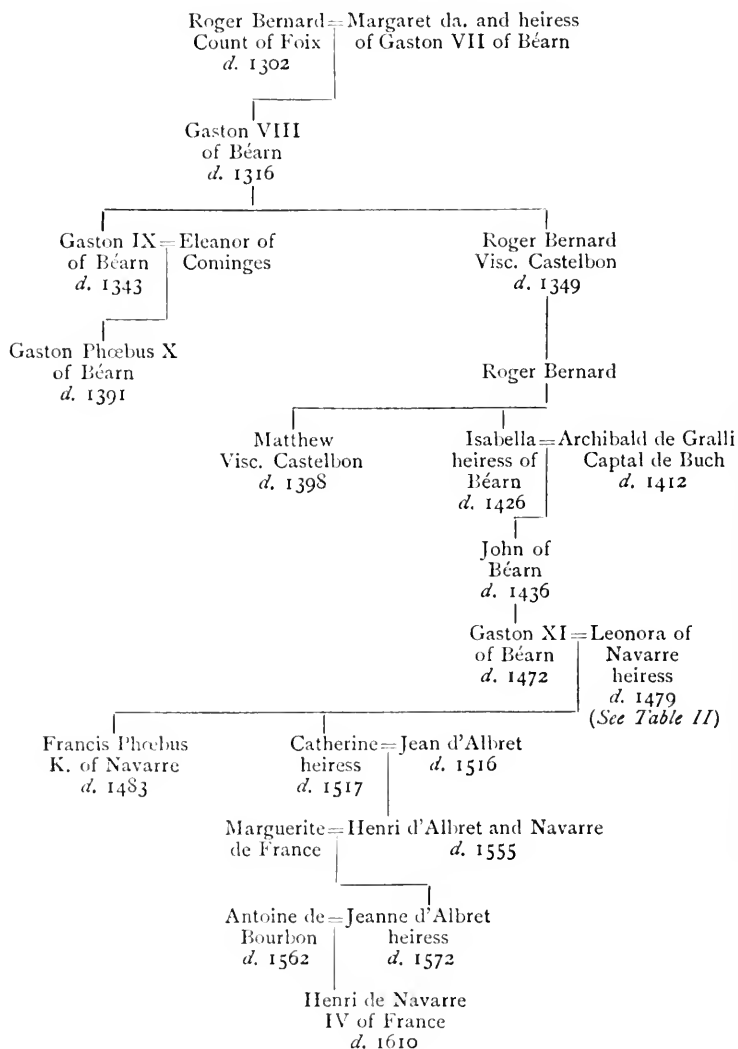 Roger Bernard = Margaret da. and heiress
Count of Foix of Gaston VII of Béarn
d. 1302
Gaston VIII
of Béarn
d. 1316
Gaston IX = Eleanor of
of Béarn Cominges
d. 1343
Roger Bernard
Visc. Castelbon
d. 1349
Gaston Phœbus X
of Béarn
d. 1391
Roger Bernard
Matthew
Visc. Castelbon
d. 1398
Isabella = Archibald de Gralli
heiress of Captal de Buch
Béarn d. 1412
d. 1426
John of
Béarn
d. 1436
Gaston XI = Leonora of
of Béarn Navarre
d. 1472 heiress
d. 1479
(See Table II)
Francis Phœbus
K. of Navarre
d. 1483
Catherine = Jean d'Albret
heiress d. 1516
d. 1517
Marguerite = Henri d'Albret and Navarre
de France d. 1555
Antoine de = Jeanne d'Albret
Bourbon heiress
d. 1562 d. 1572
Henri de Navarre
IV of France
d. 1610